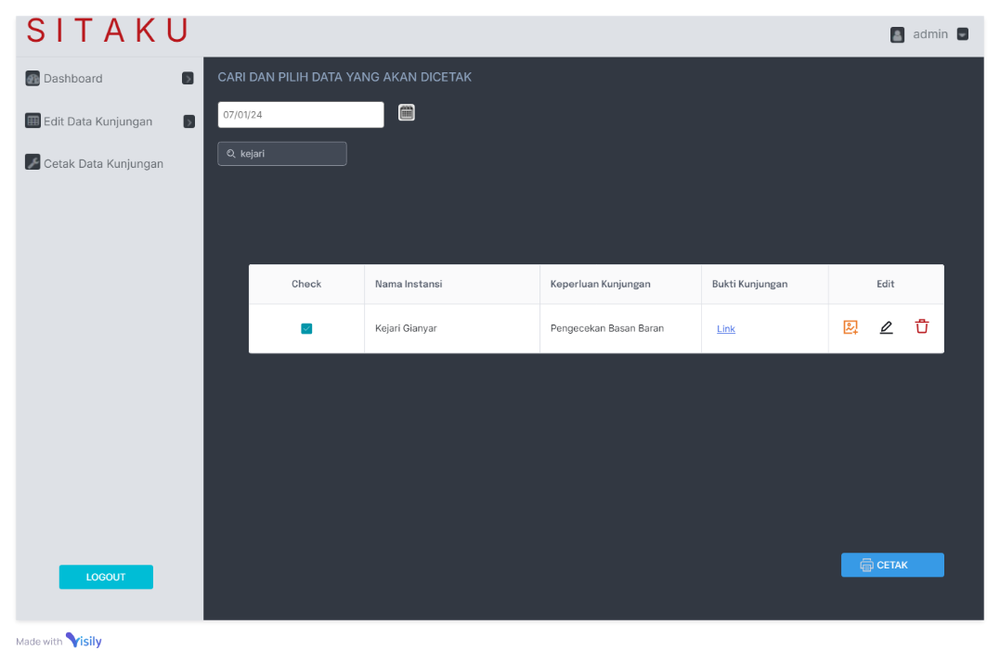 SITAKU
admin
Dashboard
Edit Data Kunjungan
Cetak Data Kunjungan
LOGOUT
CARI DAN PILIH DATA YANG AKAN DICETAK
07/01/24
kejari
Check Nama Instansi Keperluan Kunjungan Bukti Kunjungan Edit
Kejari Gianyar Pengecekan Basan Baran Link
CETAK
Made with Visily